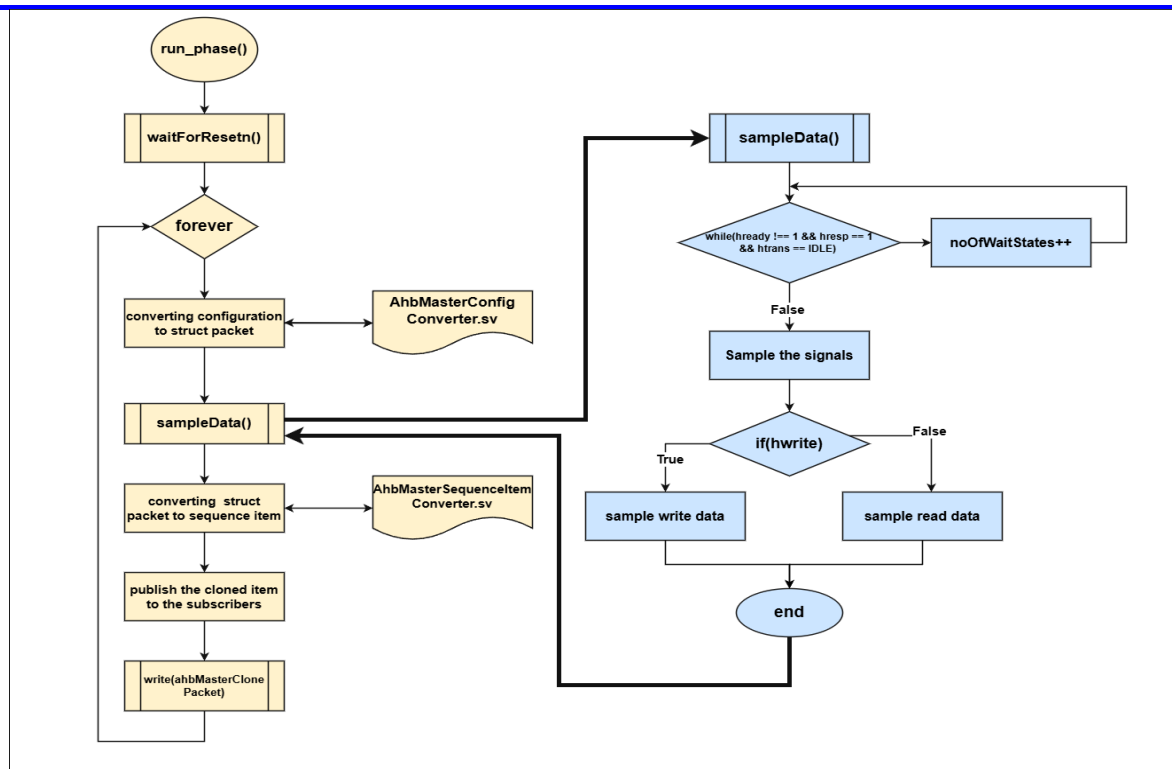 run_phase()
waitForResetn()
forever
converting configuration
to struct packet
AhbMasterConfig
Converter.sv
sampleData()
converting struct
packet to sequence item
AhbMasterSequenceItem
Converter.sv
publish the cloned item
to the subscribers
write(ahbMasterClone
Packet)
sampleData()
while(hready !== 1 && hresp == 1
&& htrans == IDLE)
noOfWaitStates++
False
Sample the signals
if(hwrite)
True
False
sample write data
sample read data
end